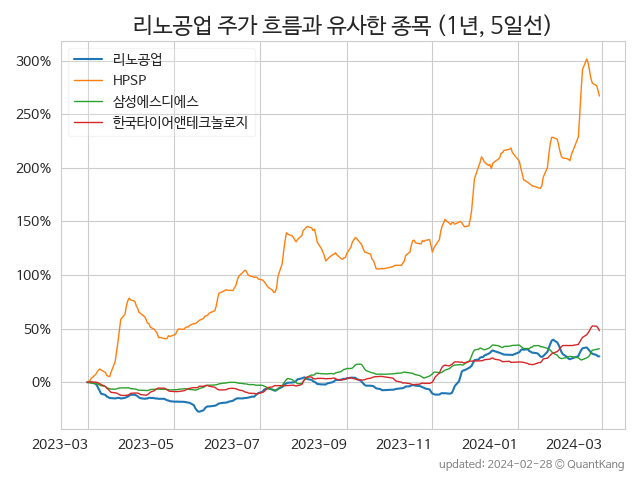 리노공업 주가 흐름과 유사한 종목 (1년, 5일선)
리노공업
HPSP
삼성에스디에스
한국타이어앤테크놀로지
300%
250%
200%
150%
100%
50%
0%
2023-03 2023-05 2023-07 2023-09 2023-11 2024-01 2024-03
updated: 2024-02-28 © QuantKang